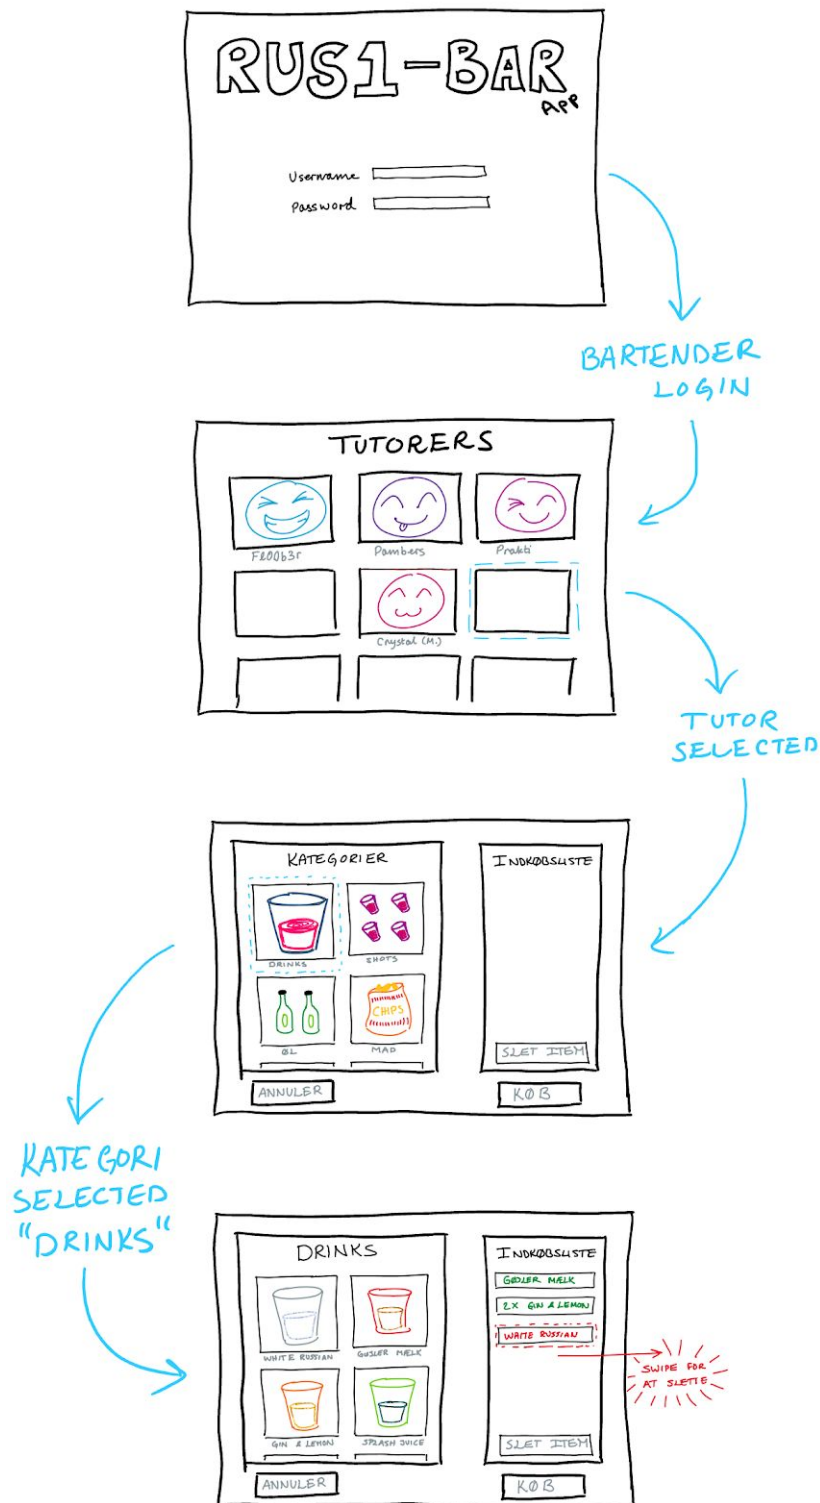 RUS1-BAR
APP
Username
Password
BARTENDER
LOGIN
TUTORERS
Fl00b3r
Pambers
Prakti
Crystal (M.)
TUTOR
SELECTED
KATEGORIER
DRINKS
SHOTS
CHIPS
ØL
MAD
ANNULER
INDKØBSLISTE
SLET ITEM
KØB
KATEGORI
SELECTED
"DRINKS"
DRINKS
WHITE RUSSIAN
GØSLER MÆLK
GIN & LEMON
SPLASH JUICE
ANNULER
INDKØBSLISTE
GØSLER MÆLK
2X GIN & LEMON
WHITE RUSSIAN
SWIPE FOR
AT SLETTE
SLET ITEM
KØB